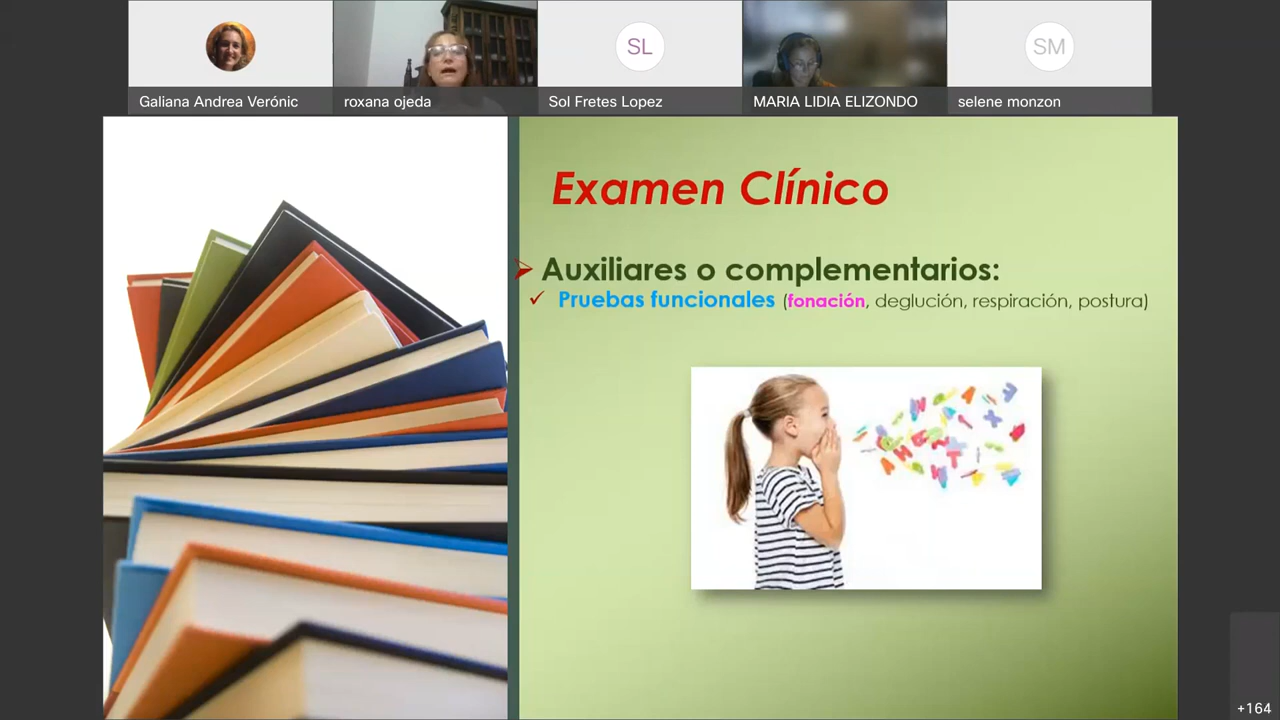 Galiana Andrea Verónic
roxana ojeda
SL
Sol Fretes Lopez
MARIA LIDIA ELIZONDO
SM
selene monzon
Examen Clínico
Auxiliares o complementarios:
Pruebas funcionales (fonación, deglución, respiración, postura)
+164